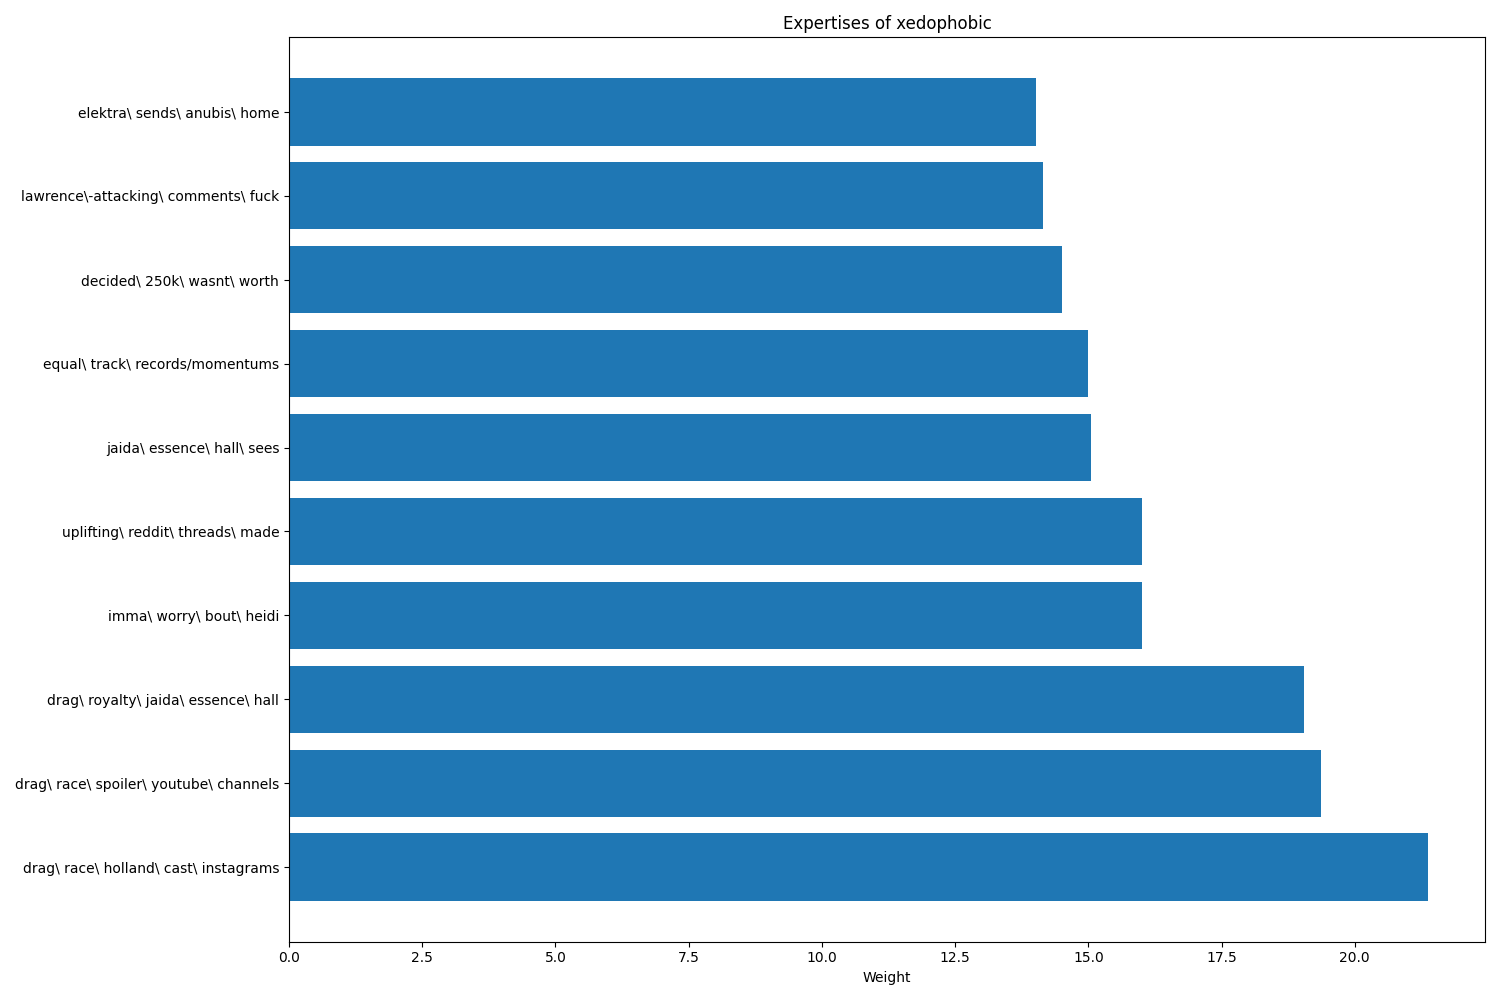 Expertises of xedophobic
elektra\ sends\ anubis\ home
lawrence\-attacking\ comments\ fuck
decided\ 250k\ wasnt\ worth
equal\ track\ records/momentums
jaida\ essence\ hall\ sees
uplifting\ reddit\ threads\ made
imma\ worry\ bout\ heidi
drag\ royalty\ jaida\ essence\ hall
drag\ race\ spoiler\ youtube\ channels
drag\ race\ holland\ cast\ instagrams
0.0 2.5 5.0 7.5 10.0 12.5 15.0 17.5 20.0
Weight